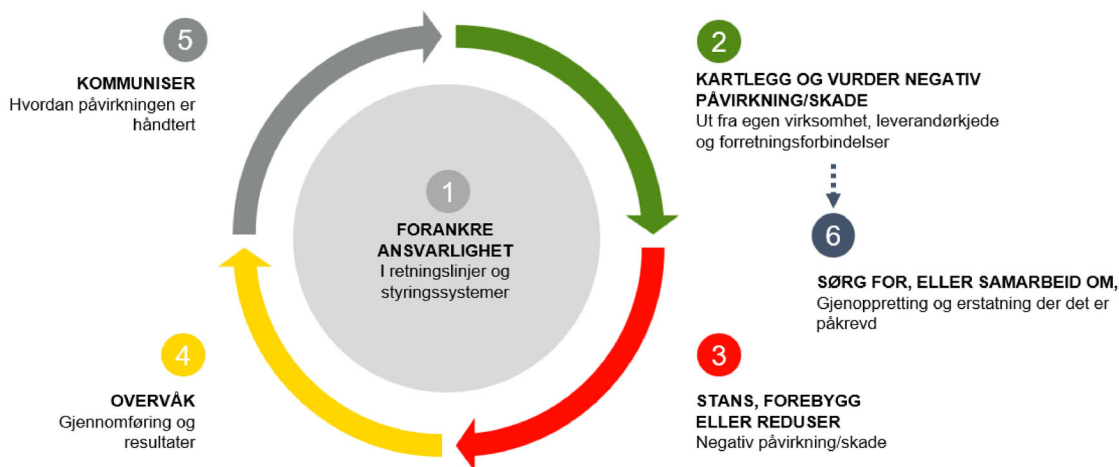 1
FORANKRE
ANSVARLIGHET
I retningslinjer og
styringssystemer
2
KARTLEGG OG VURDER NEGATIV
PÅVIRKNING/SKADE
Ut fra egen virksomhet, leverandørkjede
og forretningsforbindelser
3
STANS, FOREBYGG
ELLER REDUSER
Negativ påvirkning/skade
4
OVERVÅK
Gjennomføring og
resultater
5
KOMMUNISER
Hvordan påvirkningen er
håndtert
6
SØRG FOR, ELLER SAMARBEID OM,
Gjenoppretting og erstatning der det er
påkrevd